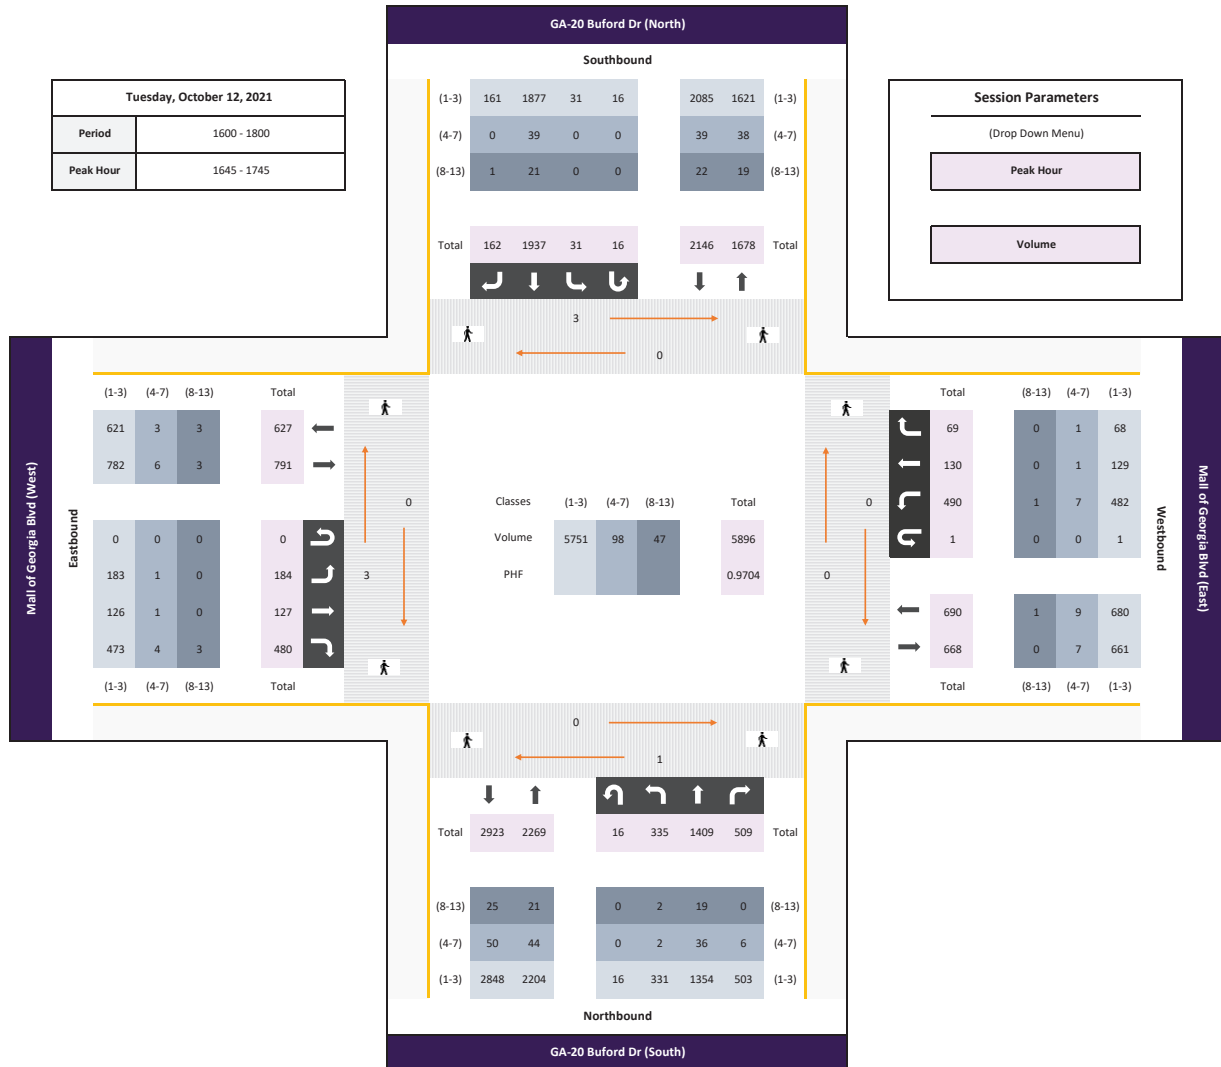 GA-20 Buford Dr (North)
Southbound
Tuesday, October 12, 2021
Period 1600 - 1800
Peak Hour 1645 - 1745
Session Parameters
(Drop Down Menu)
Peak Hour
Volume
(1-3) 161 1877 31 16 2085 1621 (1-3)
(4-7) 0 39 0 0 39 38 (4-7)
(8-13) 1 21 0 0 22 19 (8-13)
Total 162 1937 31 16 2146 1678 Total
3
0
Mall of Georgia Blvd (West)
Eastbound
(1-3) (4-7) (8-13) Total
621 3 3 627
782 6 3 791
0 0 0 0
183 1 0 184
126 1 0 127
473 4 3 480
(1-3) (4-7) (8-13) Total
0
3
Classes (1-3) (4-7) (8-13) Total
Volume 5751 98 47 5896
PHF 0.9704
0
0
Total (8-13) (4-7) (1-3)
69 0 1 68
130 0 1 129
490 1 7 482
1 0 0 1
690 1 9 680
668 0 7 661
Total (8-13) (4-7) (1-3)
Westbound
Mall of Georgia Blvd (East)
0
1
Total 2923 2269 16 335 1409 509 Total
(8-13) 25 21 0 2 19 0 (8-13)
(4-7) 50 44 0 2 36 6 (4-7)
(1-3) 2848 2204 16 331 1354 503 (1-3)
Northbound
GA-20 Buford Dr (South)